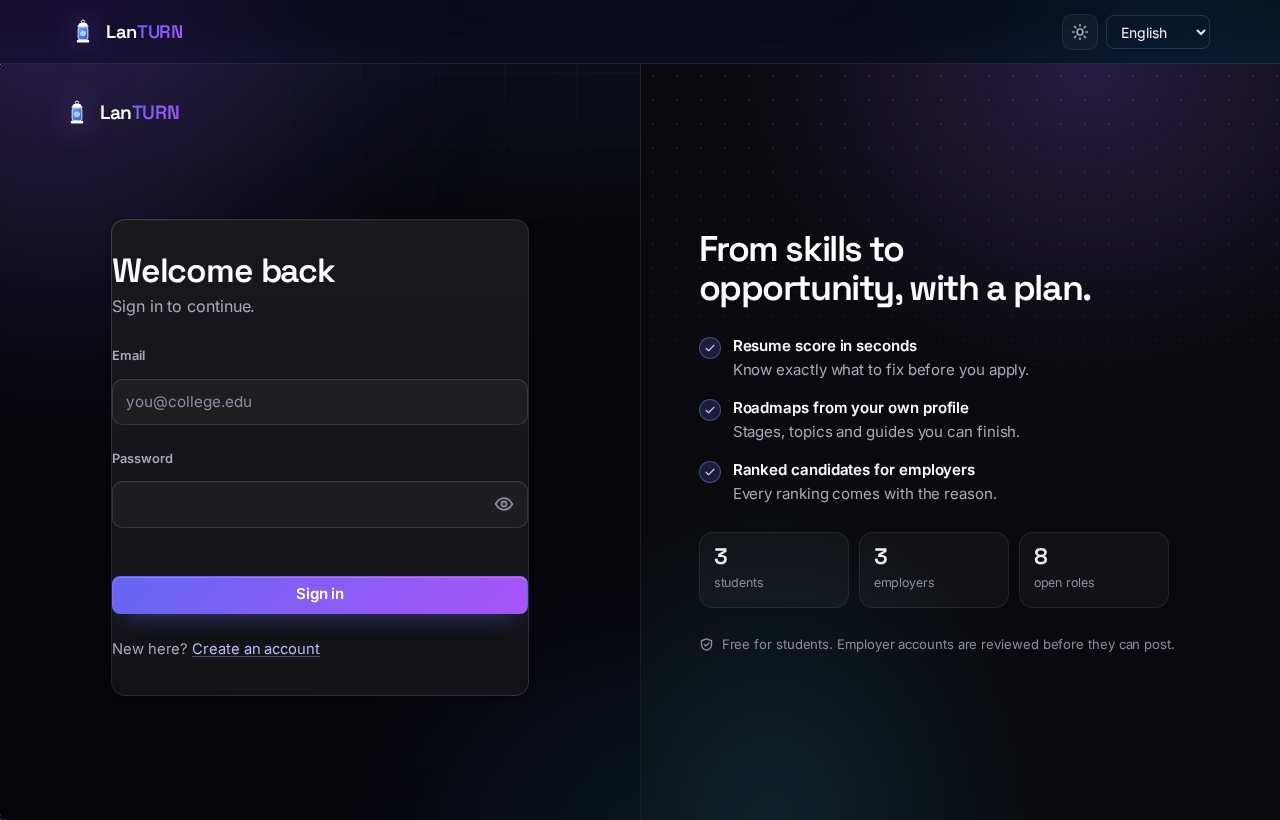 LanTURN
English
LanTURN
Welcome back
Sign in to continue.
Email
you@college.edu
Password
Sign in
New here? Create an account
From skills to
opportunity, with a plan.
Resume score in seconds
Know exactly what to fix before you apply.
Roadmaps from your own profile
Stages, topics and guides you can finish.
Ranked candidates for employers
Every ranking comes with the reason.
3
students
3
employers
8
open roles
Free for students. Employer accounts are reviewed before they can post.